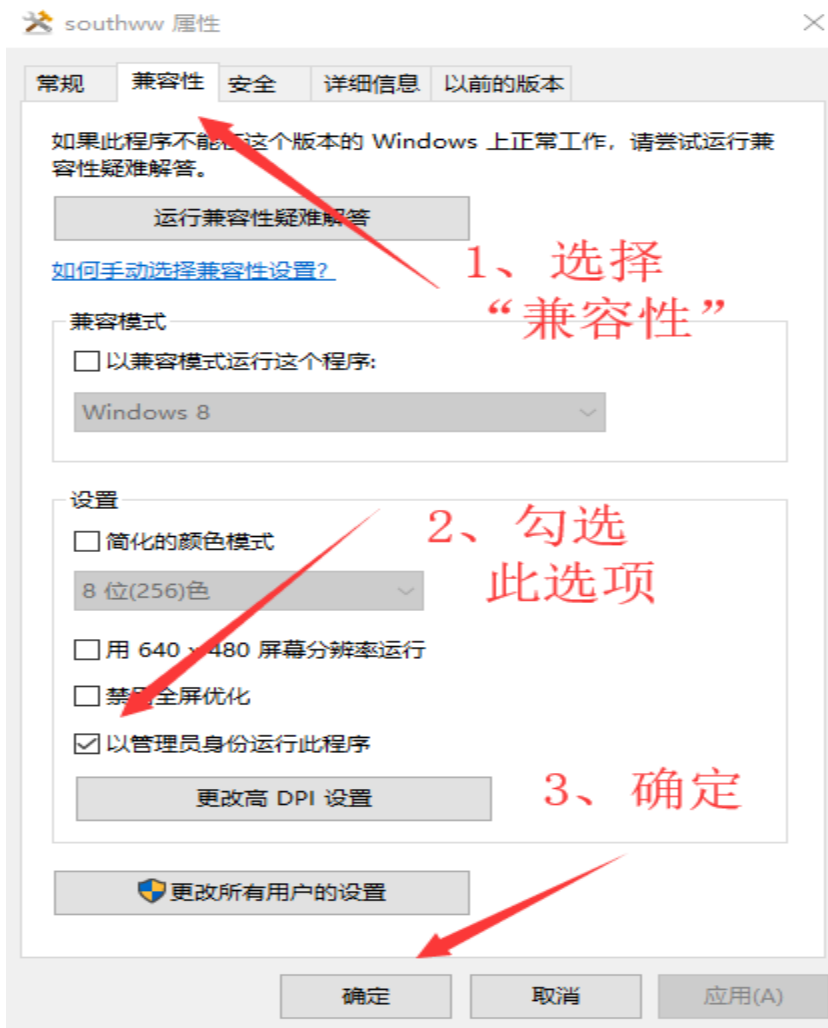 southww 属性
常规 兼容性 安全 详细信息 以前的版本
如果此程序不能在这个版本的 Windows 上正常工作，请尝试运行兼
容性疑难解答。
运行兼容性疑难解答
如何手动选择兼容性设置?
1、选择
“兼容性”
兼容模式
以兼容模式运行这个程序:
Windows 8
设置
2、勾选
此选项
简化的颜色模式
8 位(256)色
用 640 x 480 屏幕分辨率运行
禁用全屏优化
以管理员身份运行此程序
更改高 DPI 设置
3、确定
更改所有用户的设置
确定 取消 应用(A)